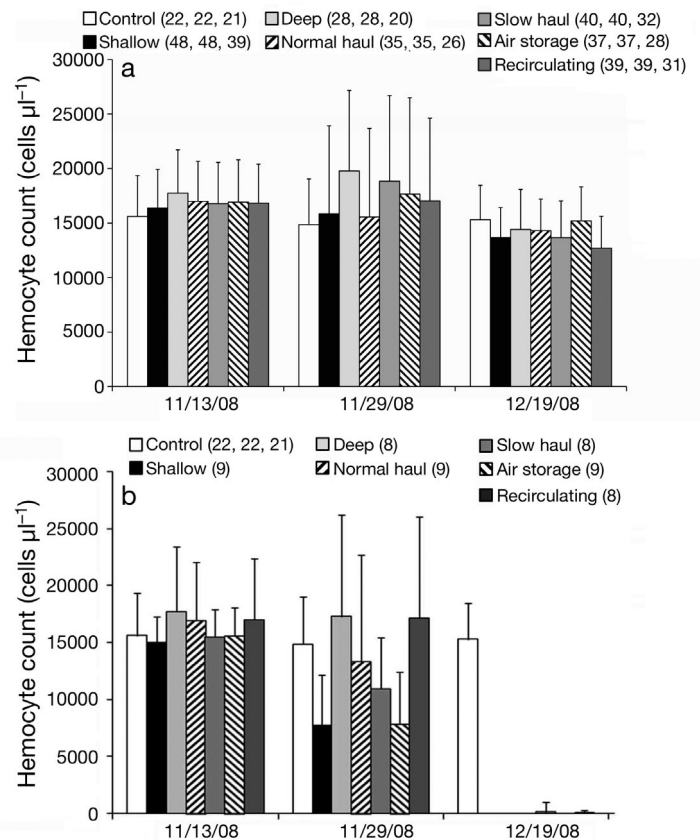 Control (22, 22, 21) Deep (28, 28, 20) Slow haul (40, 40, 32)
Shallow (48, 48, 39) Normal haul (35, 35, 26) Air storage (37, 37, 28)
Recirculating (39, 39, 31)
a
Hemocyte count (cells µl⁻¹)
30000
25000
20000
15000
10000
5000
0
11/13/08 11/29/08 12/19/08
Control (22, 22, 21) Deep (8) Slow haul (8)
Shallow (9) Normal haul (9) Air storage (9)
Recirculating (8)
b
Hemocyte count (cells µl⁻¹)
30000
25000
20000
15000
10000
5000
0
11/13/08 11/29/08 12/19/08